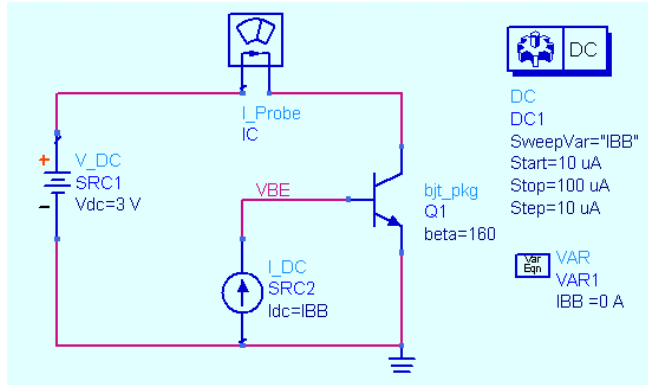 I_Probe
IC
DC
DC
DC1
SweepVar="IBB"
Start=10 uA
Stop=100 uA
Step=10 uA
+
V_DC
SRC1
Vdc=3 V
-
VBE
bjt_pkg
Q1
beta=160
I_DC
SRC2
Idc=IBB
Var
Eqn
VAR
VAR1
IBB =0 A